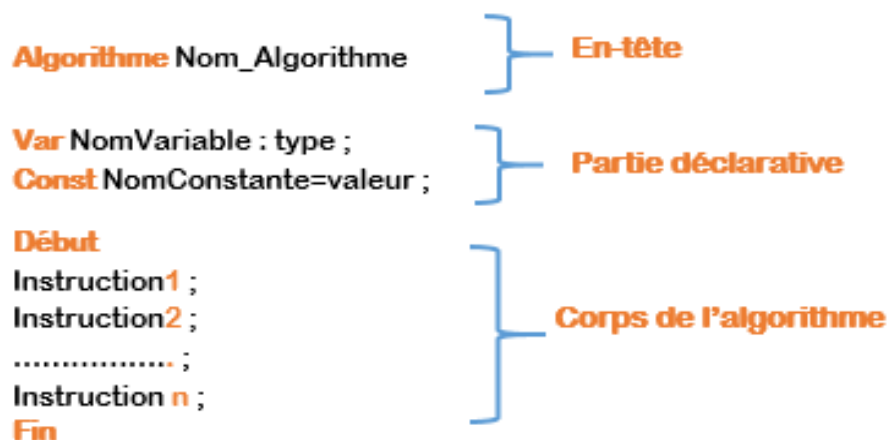 Algorithme Nom_Algorithme
En-tête
Var NomVariable : type ;
Const NomConstante=valeur ;
Partie déclarative
Début
Instruction1 ;
Instruction2 ;
.................. ;
Instruction n ;
Fin
Corps de l'algorithme